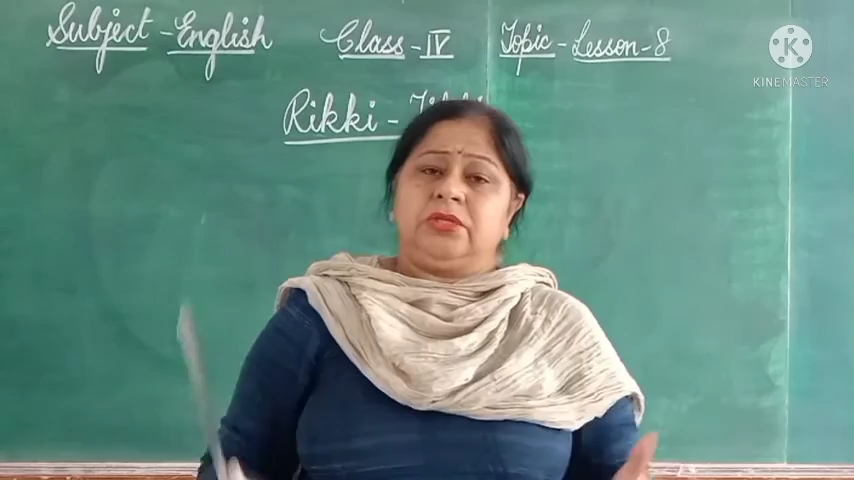 Subject - English Class - IV Topic - Lesson - 8
Rikki -
KINEMASTER